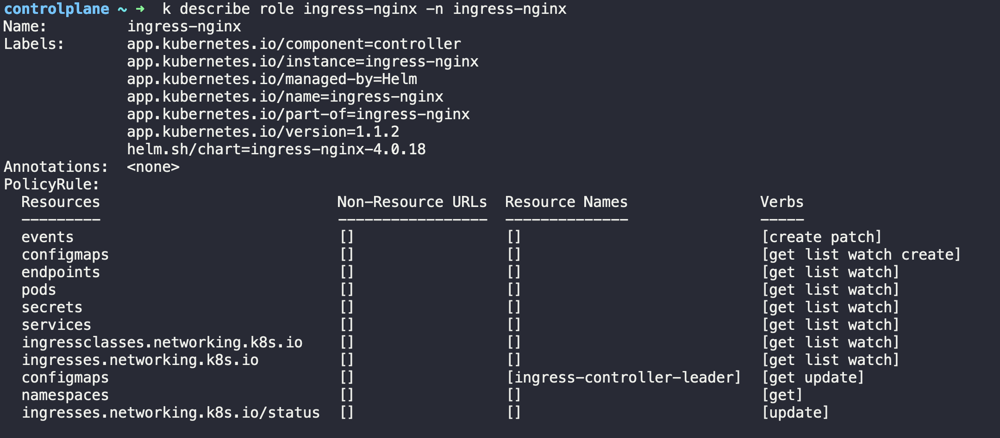 controlplane ~ ➜  k describe role ingress-nginx -n ingress-nginx
Name:         ingress-nginx
Labels:       app.kubernetes.io/component=controller
              app.kubernetes.io/instance=ingress-nginx
              app.kubernetes.io/managed-by=Helm
              app.kubernetes.io/name=ingress-nginx
              app.kubernetes.io/part-of=ingress-nginx
              app.kubernetes.io/version=1.1.2
              helm.sh/chart=ingress-nginx-4.0.18
Annotations:  <none>
PolicyRule:
  Resources                           Non-Resource URLs  Resource Names               Verbs
  ---------                           -----------------  --------------               -----
  events                              []                 []                           [create patch]
  configmaps                          []                 []                           [get list watch create]
  endpoints                           []                 []                           [get list watch]
  pods                                []                 []                           [get list watch]
  secrets                             []                 []                           [get list watch]
  services                            []                 []                           [get list watch]
  ingressclasses.networking.k8s.io    []                 []                           [get list watch]
  ingresses.networking.k8s.io         []                 []                           [get list watch]
  configmaps                          []                 [ingress-controller-leader]  [get update]
  namespaces                          []                 []                           [get]
  ingresses.networking.k8s.io/status  []                 []                           [update]